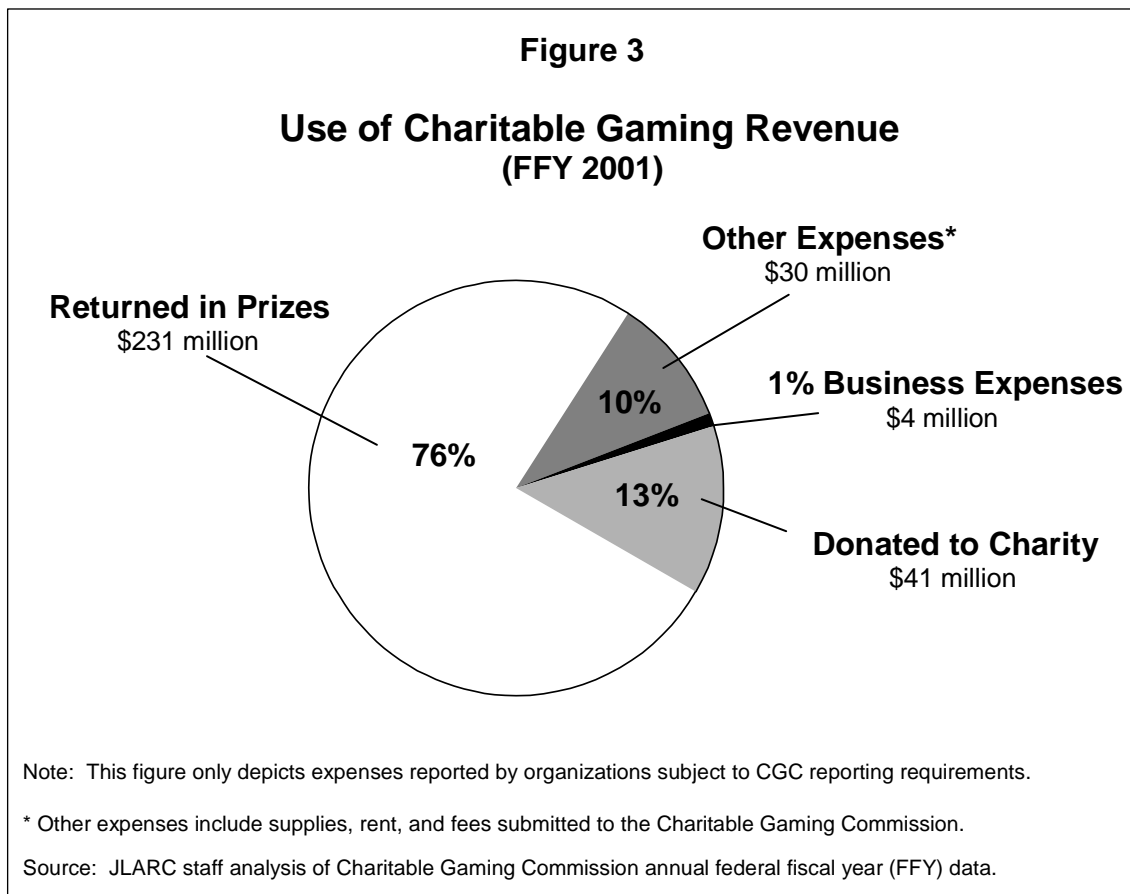 Figure 3
Use of Charitable Gaming Revenue
(FFY 2001)
Other Expenses*
$30 million
Returned in Prizes
$231 million
1% Business Expenses
$4 million
10%
76%
13%
Donated to Charity
$41 million
Note:  This figure only depicts expenses reported by organizations subject to CGC reporting requirements.
* Other expenses include supplies, rent, and fees submitted to the Charitable Gaming Commission.
Source:  JLARC staff analysis of Charitable Gaming Commission annual federal fiscal year (FFY) data.